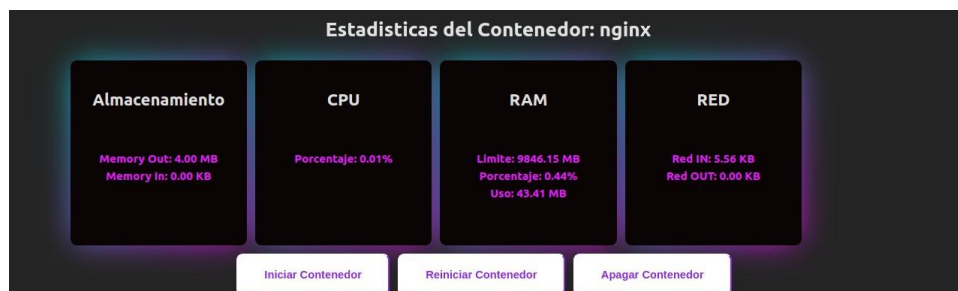 Estadisticas del Contenedor: nginx
Almacenamiento
Memory Out: 4.00 MB
Memory In: 0.00 KB
CPU
Porcentaje: 0.01%
RAM
Limite: 9846.15 MB
Porcentaje: 0.44%
Uso: 43.41 MB
RED
Red IN: 5.56 KB
Red OUT: 0.00 KB
Iniciar Contenedor
Reiniciar Contenedor
Apagar Contenedor